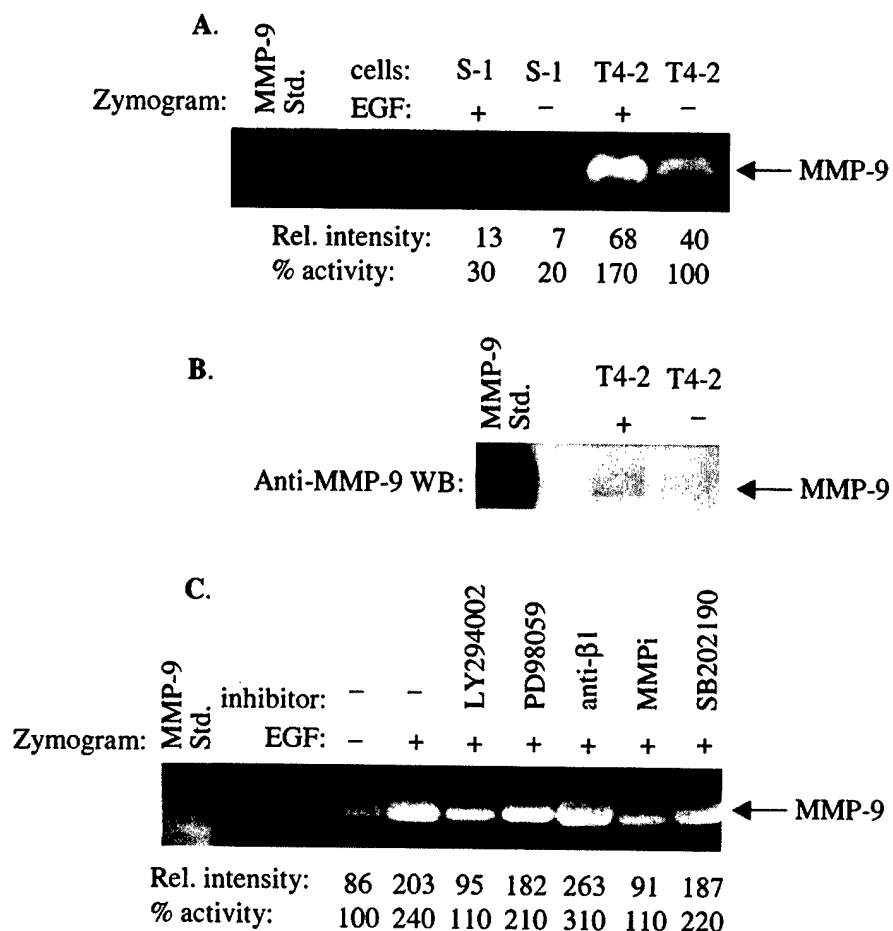 A.
MMP-9 Std.
cells: S-1 S-1 T4-2 T4-2
Zymogram: EGF: + − + −
MMP-9
Rel. intensity: 13 7 68 40
% activity: 30 20 170 100
B.
MMP-9 Std.
T4-2 T4-2
+ −
Anti-MMP-9 WB: MMP-9
C.
MMP-9 Std.
LY294002 PD98059 anti-β1 MMPi SB202190
inhibitor: − −
Zymogram: EGF: − + + + + + +
MMP-9
Rel. intensity: 86 203 95 182 263 91 187
% activity: 100 240 110 210 310 110 220